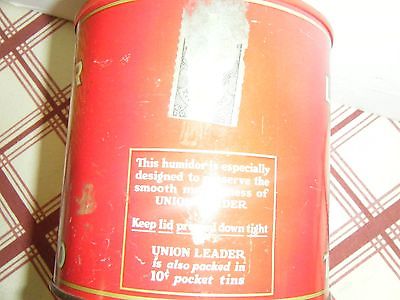 This humidor is especially
designed to preserve the
smooth
UNION LEADER
Keep lid pressed down tight
UNION LEADER
is also packed in
10¢ pocket tins
R